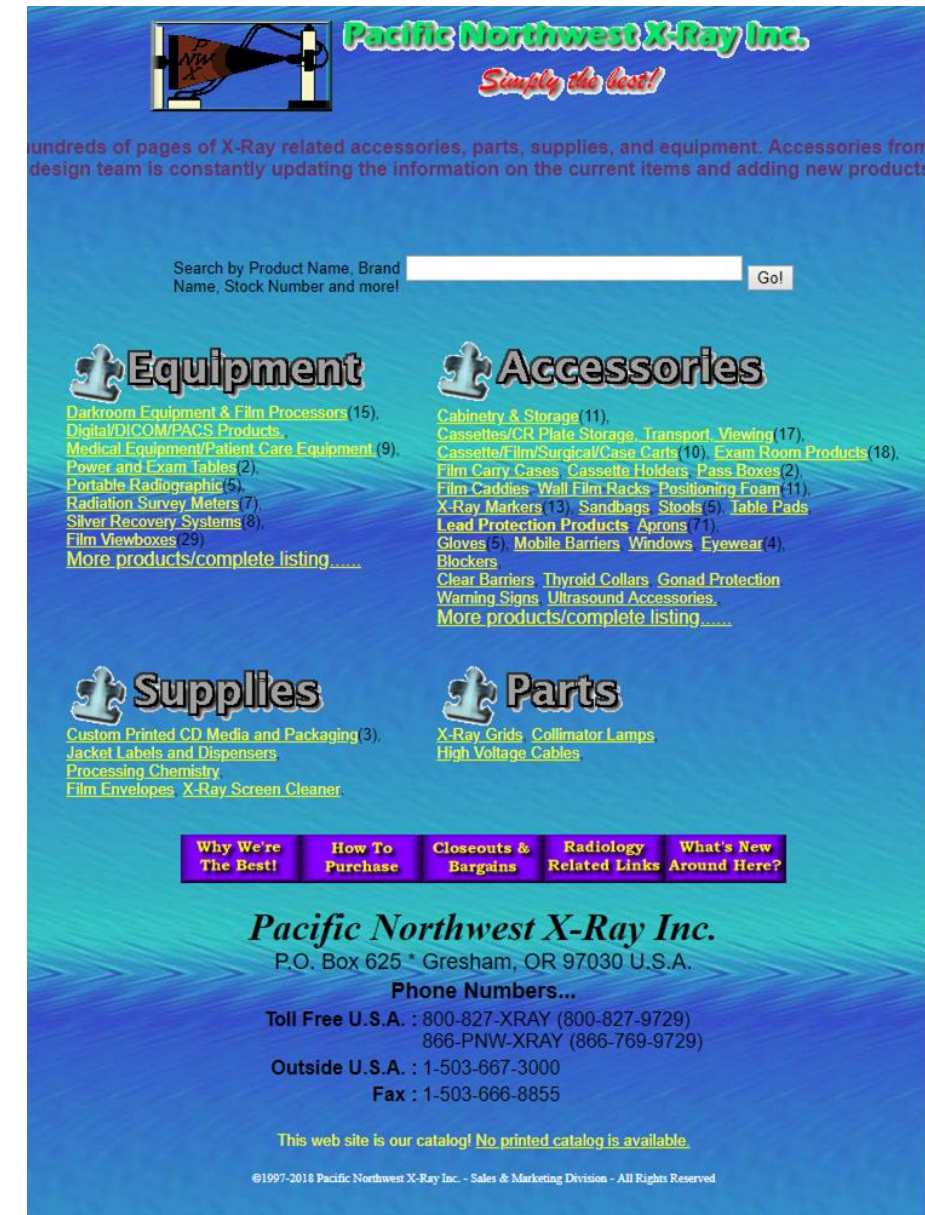 P
NW
X
Pacific Northwest X-Ray Inc.
Simply the best!
undreds of pages of X-Ray related accessories, parts, supplies, and equipment. Accessories from
design team is constantly updating the information on the current items and adding new products
Search by Product Name, Brand
Name, Stock Number and more!
Go!
Equipment
Darkroom Equipment & Film Processors(15),
Digital/DICOM/PACS Products.,
Medical Equipment/Patient Care Equipment.(9),
Power and Exam Tables(2),
Portable Radiographic(5),
Radiation Survey Meters(7),
Silver Recovery Systems(8),
Film Viewboxes(29)
More products/complete listing......
Accessories
Cabinetry & Storage(11),
Cassettes/CR Plate Storage, Transport, Viewing(17),
Cassette/Film/Surgical/Case Carts(10), Exam Room Products(18),
Film Carry Cases, Cassette Holders, Pass Boxes(2),
Film Caddies, Wall Film Racks, Positioning Foam(11),
X-Ray Markers(13), Sandbags, Stools(5), Table Pads,
Lead Protection Products: Aprons(71),
Gloves(5), Mobile Barriers, Windows, Eyewear(4),
Blockers,
Clear Barriers, Thyroid Collars, Gonad Protection
Warning Signs, Ultrasound Accessories.,
More products/complete listing......
Supplies
Custom Printed CD Media and Packaging(3),
Jacket Labels and Dispensers,
Processing Chemistry,
Film Envelopes, X-Ray Screen Cleaner,
Parts
X-Ray Grids, Collimator Lamps,
High Voltage Cables,
Why We're The Best!
How To Purchase
Closeouts & Bargains
Radiology Related Links
What's New Around Here?
Pacific Northwest X-Ray Inc.
P.O. Box 625 * Gresham, OR 97030 U.S.A.
Phone Numbers...
Toll Free U.S.A. : 800-827-XRAY (800-827-9729)
866-PNW-XRAY (866-769-9729)
Outside U.S.A. : 1-503-667-3000
Fax : 1-503-666-8855
This web site is our catalog! No printed catalog is available.
©1997-2018 Pacific Northwest X-Ray Inc. - Sales & Marketing Division - All Rights Reserved